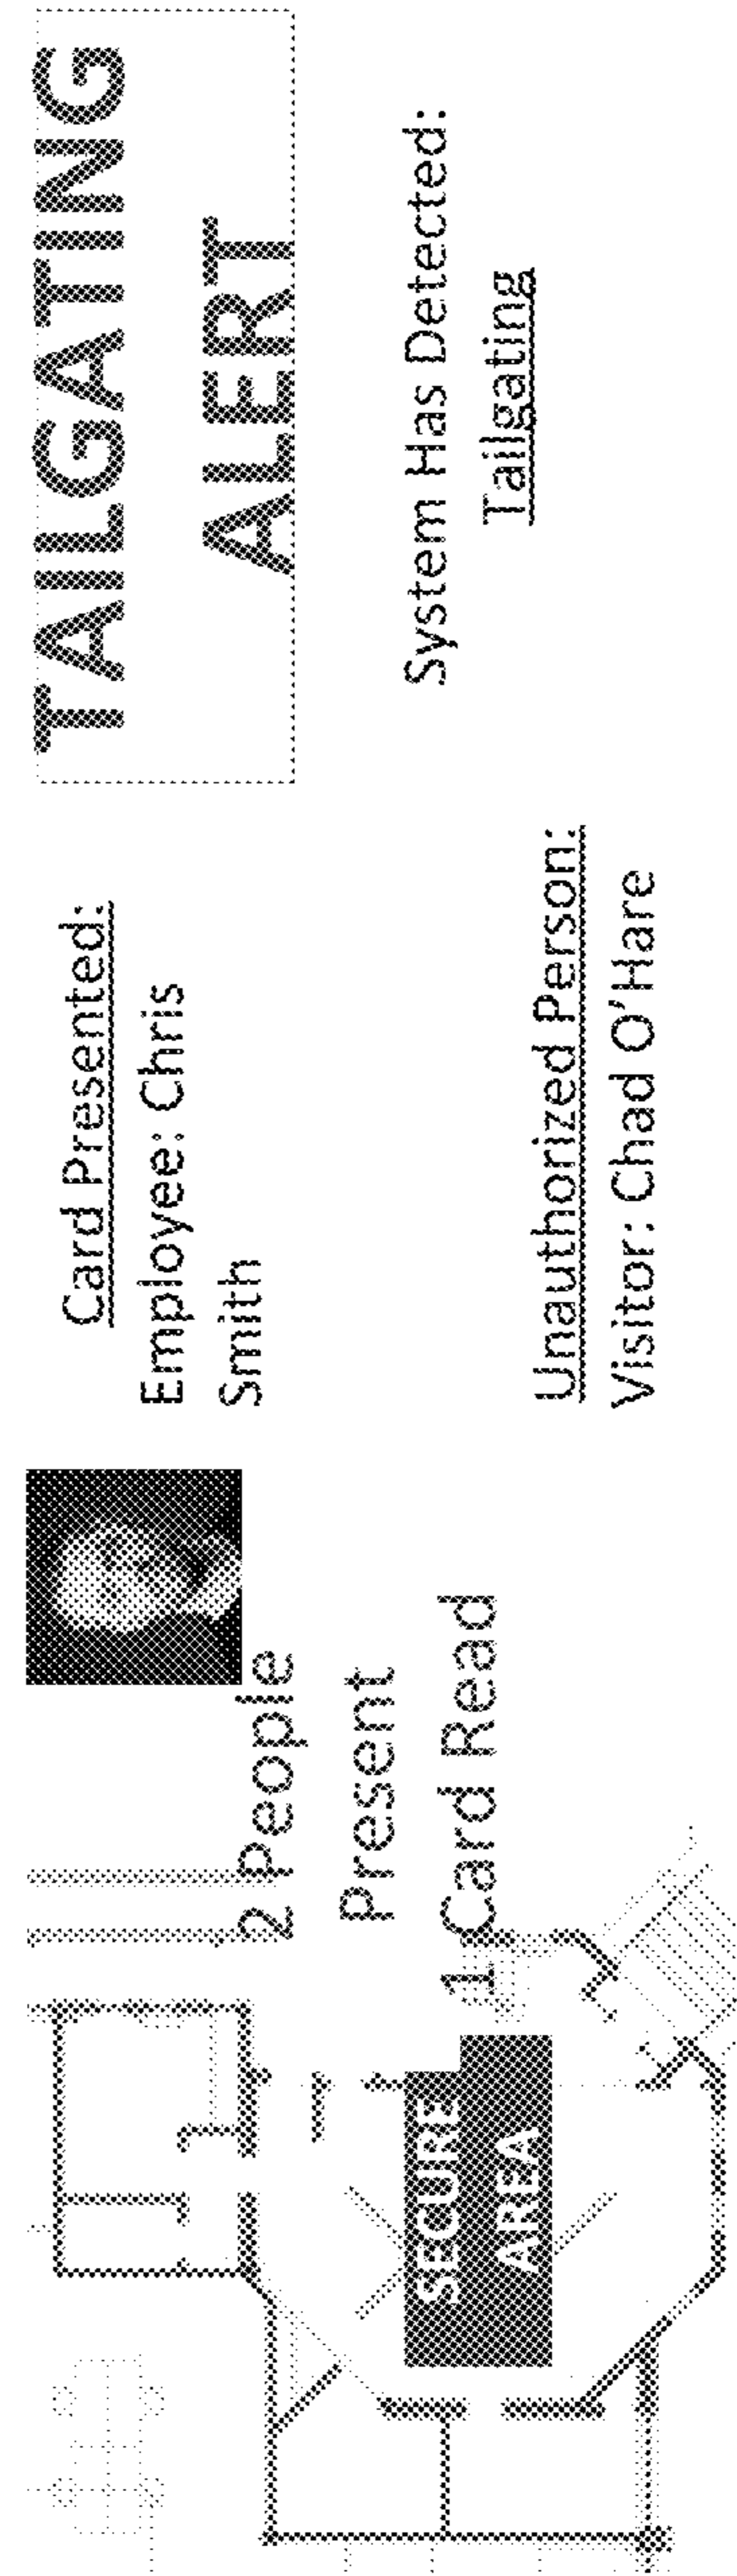 2 People
Present
1 Card Read
SECURE
AREA
Card Presented:
Employee: Chris
Smith
Unauthorized Person:
Visitor: Chad O'Hare
TAILGATING
ALERT
System Has Detected:
Tailgating